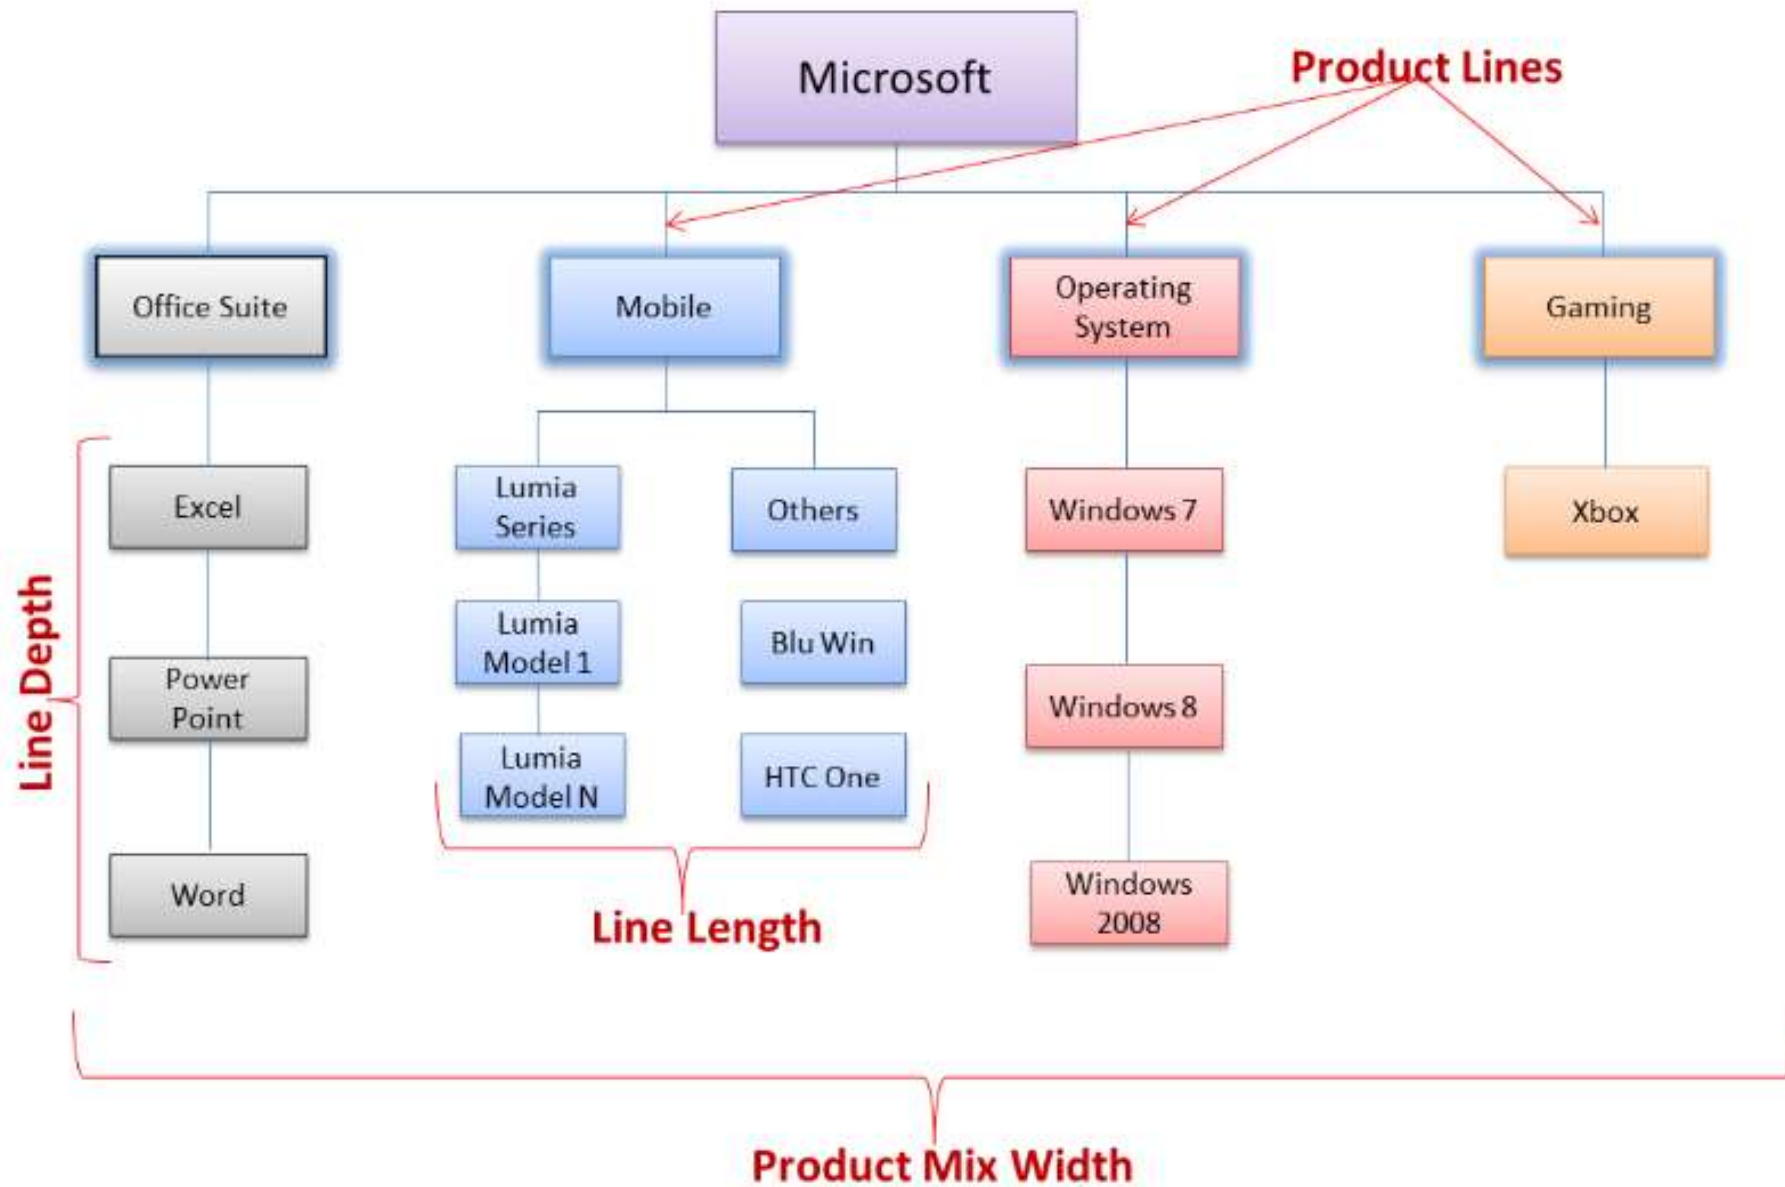 Microsoft
Product Lines
Office Suite
Mobile
Operating
System
Gaming
Excel
Lumia
Series
Others
Windows 7
Xbox
Line Depth
Lumia
Model 1
Blu Win
Power
Point
Windows 8
Lumia
Model N
HTC One
Word
Windows
2008
Line Length
Product Mix Width